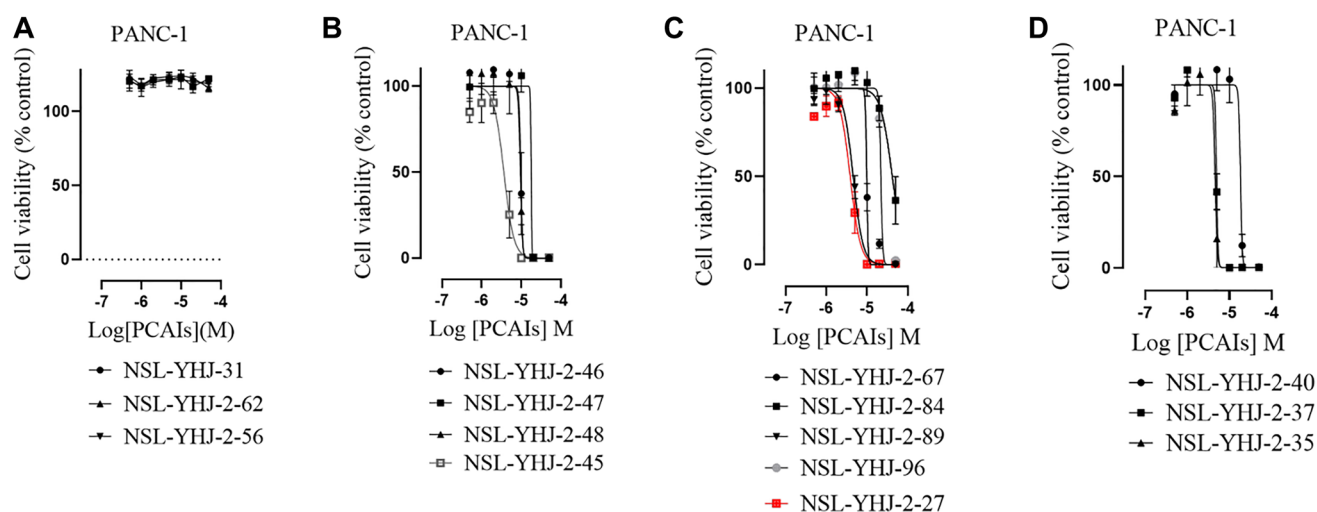 A
PANC-1
Cell viability (% control)
100
50
0
-7 -6 -5 -4
Log[PCAIs](M)
NSL-YHJ-31
NSL-YHJ-2-62
NSL-YHJ-2-56
B
PANC-1
Cell viability (% control)
100
50
0
-7 -6 -5 -4
Log [PCAIs] M
NSL-YHJ-2-46
NSL-YHJ-2-47
NSL-YHJ-2-48
NSL-YHJ-2-45
C
PANC-1
Cell viability (% control)
100
50
0
-7 -6 -5 -4
Log [PCAIs] M
NSL-YHJ-2-67
NSL-YHJ-2-84
NSL-YHJ-2-89
NSL-YHJ-96
NSL-YHJ-2-27
D
PANC-1
Cell viability (% control)
100
50
0
-7 -6 -5 -4
Log [PCAIs] M
NSL-YHJ-2-40
NSL-YHJ-2-37
NSL-YHJ-2-35